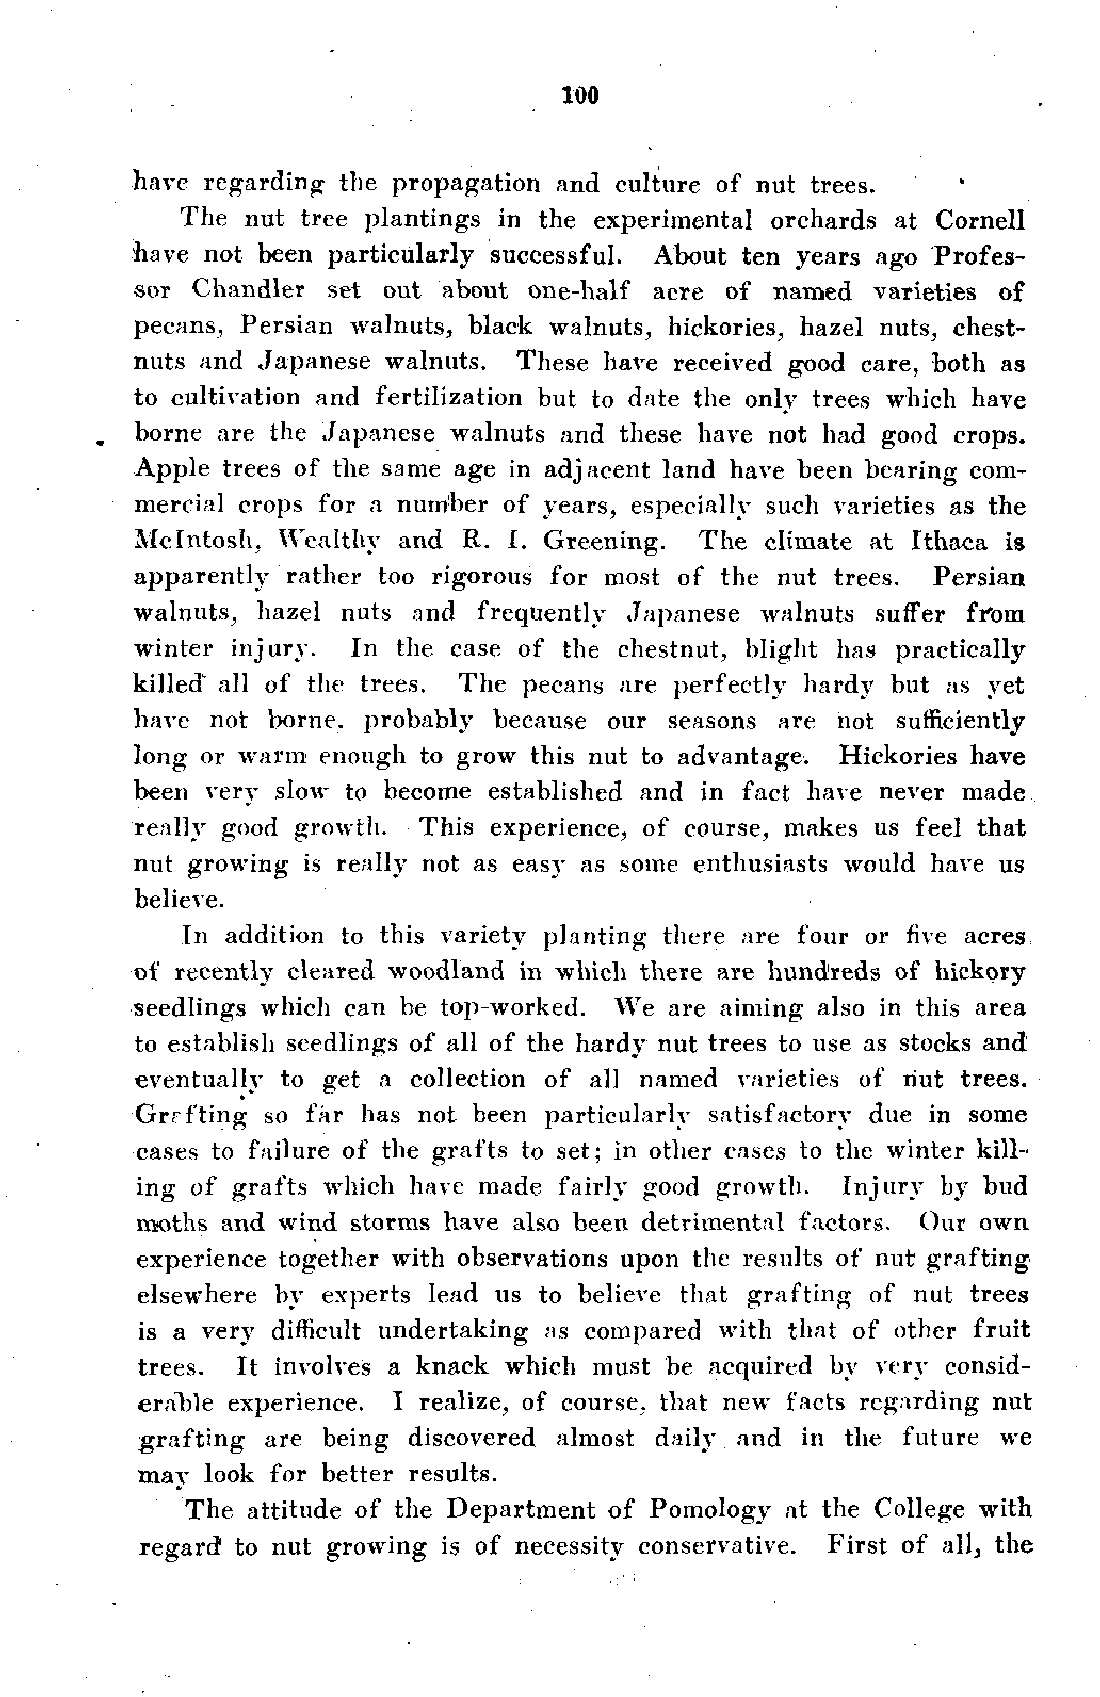 100
have regarding the propagation and culture of nut trees.
The nut tree plantings in the experimental orchards at Cornell
have not been particularly successful. About ten years ago Profes-
sor Chandler set out about one-half acre of named varieties of
pecans, Persian walnuts, black walnuts, hickories, hazel nuts, chest-
nuts and Japanese walnuts. These have received good care, both as
to cultivation and fertilization but to date the only trees which have
borne are the Japanese walnuts and these have not had good crops.
Apple trees of the same age in adjacent land have been bearing com-
mercial crops for a number of years, especially such varieties as the
McIntosh, Wealthy and R. I. Greening. The climate at Ithaca is
apparently rather too rigorous for most of the nut trees. Persian
walnuts, hazel nuts and frequently Japanese walnuts suffer from
winter injury. In the case of the chestnut, blight has practically
killed all of the trees. The pecans are perfectly hardy but as yet
have not borne, probably because our seasons are not sufficiently
long or warm enough to grow this nut to advantage. Hickories have
been very slow to become established and in fact have never made
really good growth. This experience, of course, makes us feel that
nut growing is really not as easy as some enthusiasts would have us
believe.
In addition to this variety planting there are four or five acres
of recently cleared woodland in which there are hundreds of hickory
seedlings which can be top-worked. We are aiming also in this area
to establish seedlings of all of the hardy nut trees to use as stocks and
eventually to get a collection of all named varieties of nut trees.
Grafting so far has not been particularly satisfactory due in some
cases to failure of the grafts to set; in other cases to the winter kill-
ing of grafts which have made fairly good growth. Injury by bud
moths and wind storms have also been detrimental factors. Our own
experience together with observations upon the results of nut grafting
elsewhere by experts lead us to believe that grafting of nut trees
is a very difficult undertaking as compared with that of other fruit
trees. It involves a knack which must be acquired by very consid-
erable experience. I realize, of course, that new facts regarding nut
grafting are being discovered almost daily and in the future we
may look for better results.
The attitude of the Department of Pomology at the College with
regard to nut growing is of necessity conservative. First of all, the